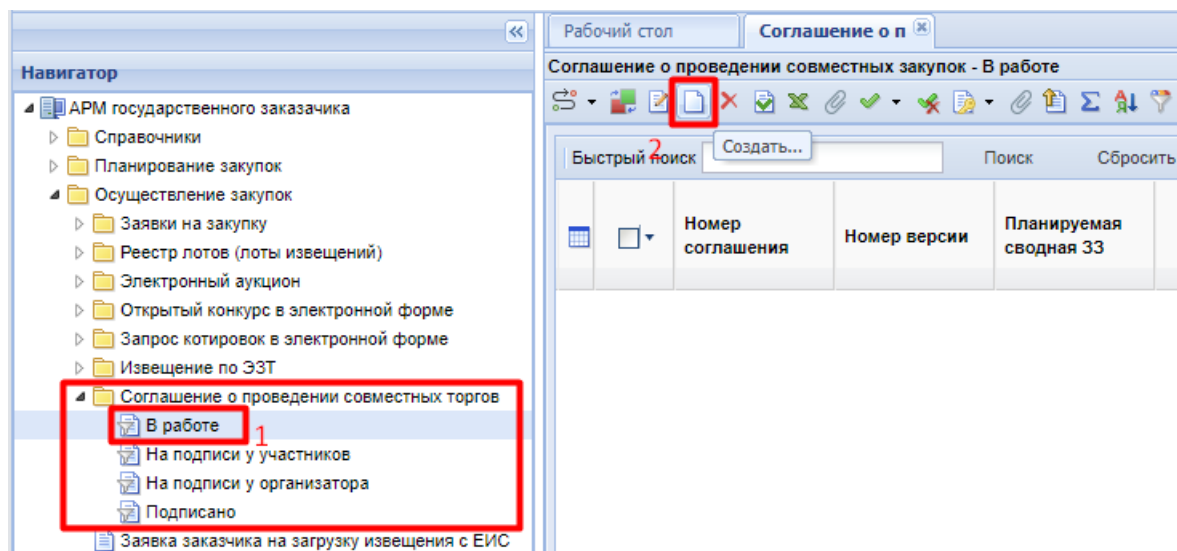 Рабочий стол
Соглашение о п
Навигатор
Соглашение о проведении совместных закупок - В работе
АРМ государственного заказачика
Справочники
Планирование закупок
Осуществление закупок
Заявки на закупку
Реестр лотов (лоты извещений)
Электронный аукцион
Открытый конкурс в электронной форме
Запрос котировок в электронной форме
Извещение по ЭЗТ
Соглашение о проведении совместных торгов
В работе
1
На подписи у участников
На подписи у организатора
Подписано
Заявка заказчика на загрузку извещения с ЕИС
2
Создать...
Быстрый поиск
Поиск
Сбросить
Номер
соглашения
Номер версии
Планируемая
сводная ЗЗ